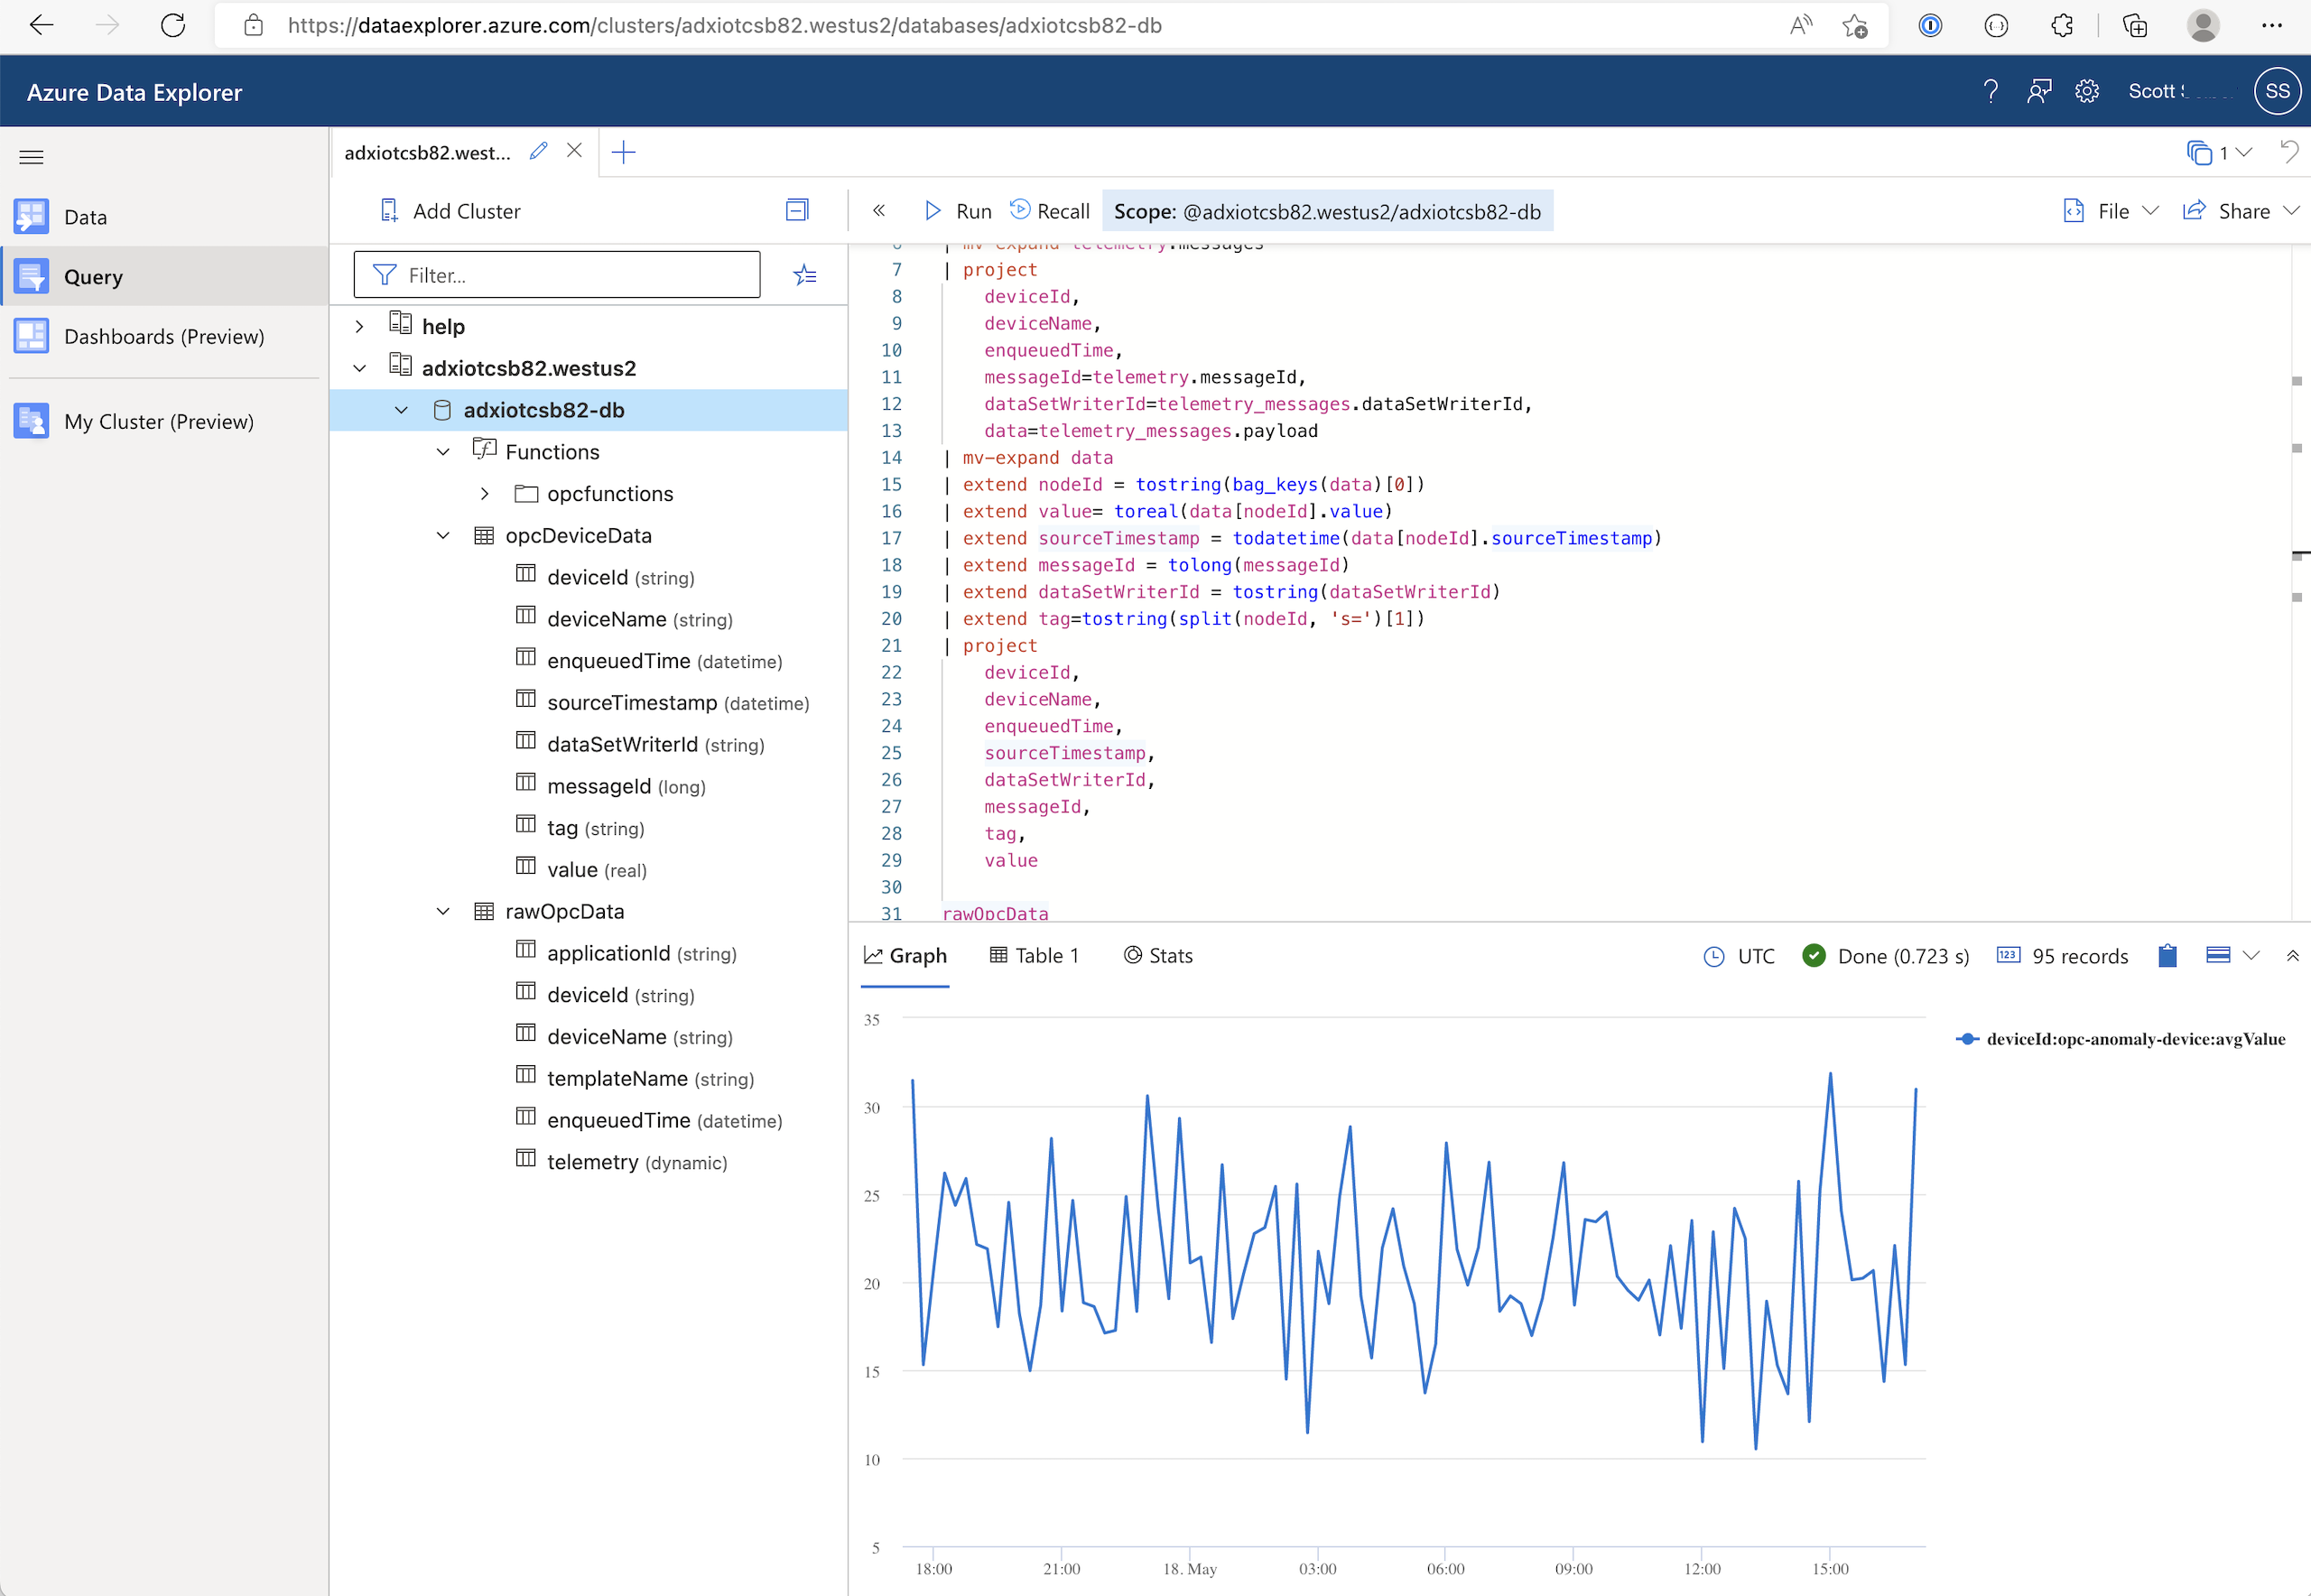 https://dataexplorer.azure.com/clusters/adxiotcsb82.westus2/databases/adxiotcsb82-db
Azure Data Explorer
Scott
SS
adxiotcsb82.west...
1
Data
Query
Dashboards (Preview)
My Cluster (Preview)
Add Cluster
Filter...
help
adxiotcsb82.westus2
adxiotcsb82-db
Functions
opcfunctions
opcDeviceData
deviceId (string)
deviceName (string)
enqueuedTime (datetime)
sourceTimestamp (datetime)
dataSetWriterId (string)
messageId (long)
tag (string)
value (real)
rawOpcData
applicationId (string)
deviceId (string)
deviceName (string)
templateName (string)
enqueuedTime (datetime)
telemetry (dynamic)
Run
Recall
Scope: @adxiotcsb82.westus2/adxiotcsb82-db
File
Share
6 | mv-expand telemetry.messages
7 | project
8 deviceId,
9 deviceName,
10 enqueuedTime,
11 messageId=telemetry.messageId,
12 dataSetWriterId=telemetry_messages.dataSetWriterId,
13 data=telemetry_messages.payload
14 | mv-expand data
15 | extend nodeId = tostring(bag_keys(data)[0])
16 | extend value= toreal(data[nodeId].value)
17 | extend sourceTimestamp = todatetime(data[nodeId].sourceTimestamp)
18 | extend messageId = tolong(messageId)
19 | extend dataSetWriterId = tostring(dataSetWriterId)
20 | extend tag=tostring(split(nodeId, 's=')[1])
21 | project
22 deviceId,
23 deviceName,
24 enqueuedTime,
25 sourceTimestamp,
26 dataSetWriterId,
27 messageId,
28 tag,
29 value
30
31 rawOpcData
Graph
Table 1
Stats
UTC
Done (0.723 s)
123
95 records
35
30
25
20
15
10
5
18:00
21:00
18. May
03:00
06:00
09:00
12:00
15:00
deviceId:opc-anomaly-device:avgValue